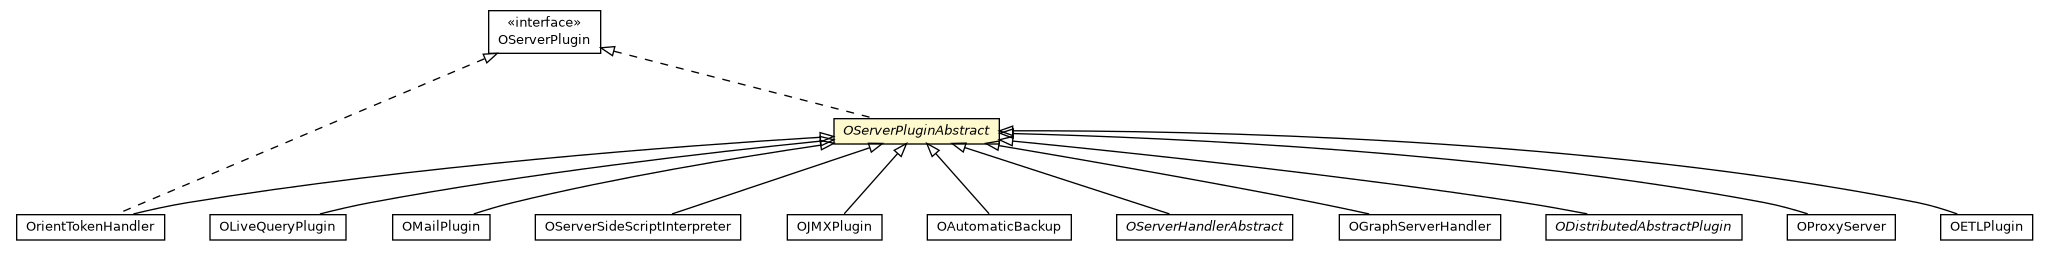 «interface»
OServerPlugin
OServerPluginAbstract
OrientTokenHandler
OLiveQueryPlugin
OMailPlugin
OServerSideScriptInterpreter
OJMXPlugin
OAutomaticBackup
OServerHandlerAbstract
OGraphServerHandler
ODistributedAbstractPlugin
OProxyServer
OETLPlugin